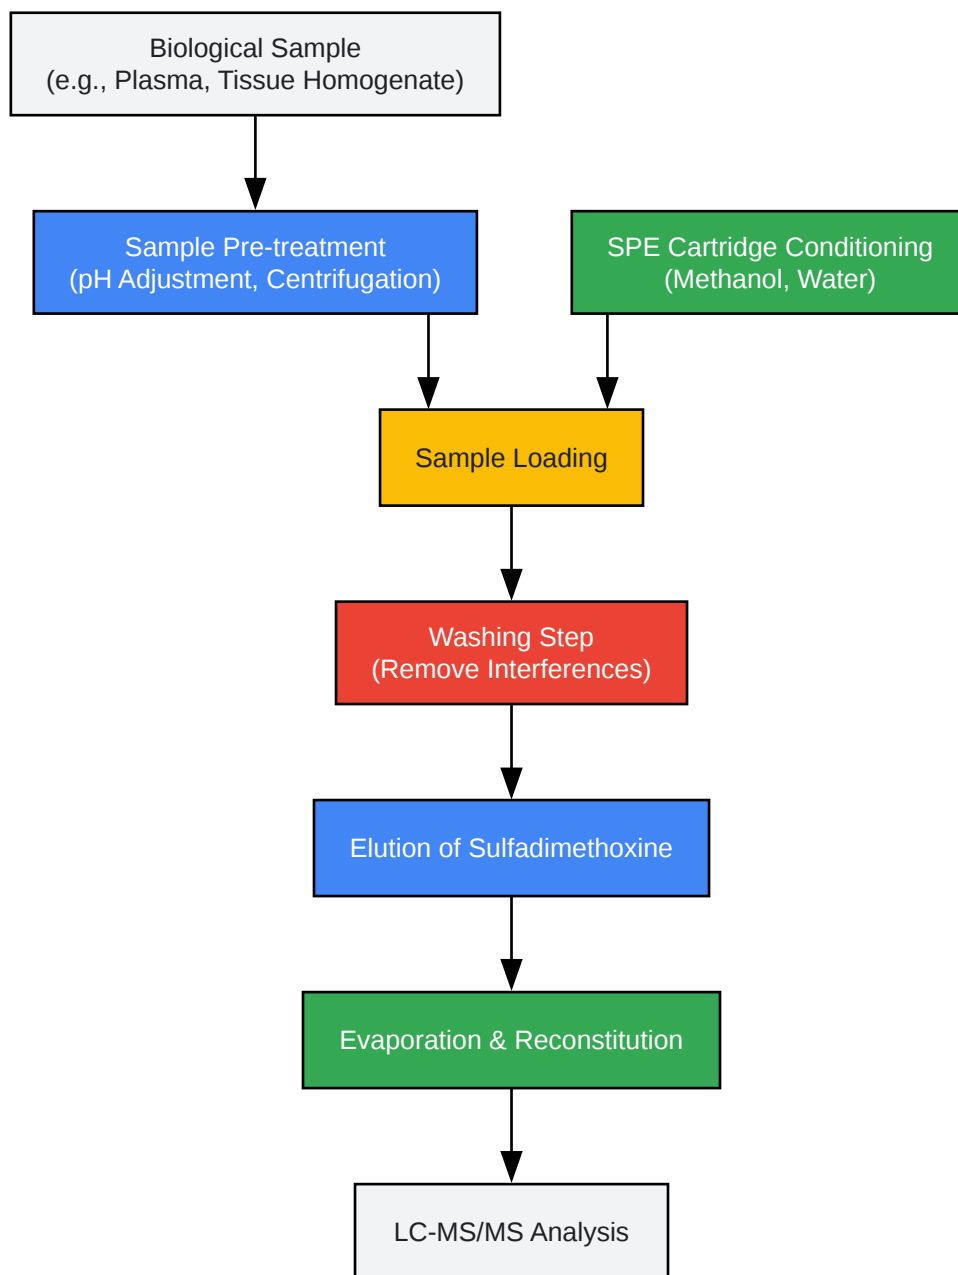 Biological Sample
(e.g., Plasma, Tissue Homogenate)
Sample Pre-treatment
(pH Adjustment, Centrifugation)
SPE Cartridge Conditioning
(Methanol, Water)
Sample Loading
Washing Step
(Remove Interferences)
Elution of Sulfadimethoxine
Evaporation & Reconstitution
LC-MS/MS Analysis